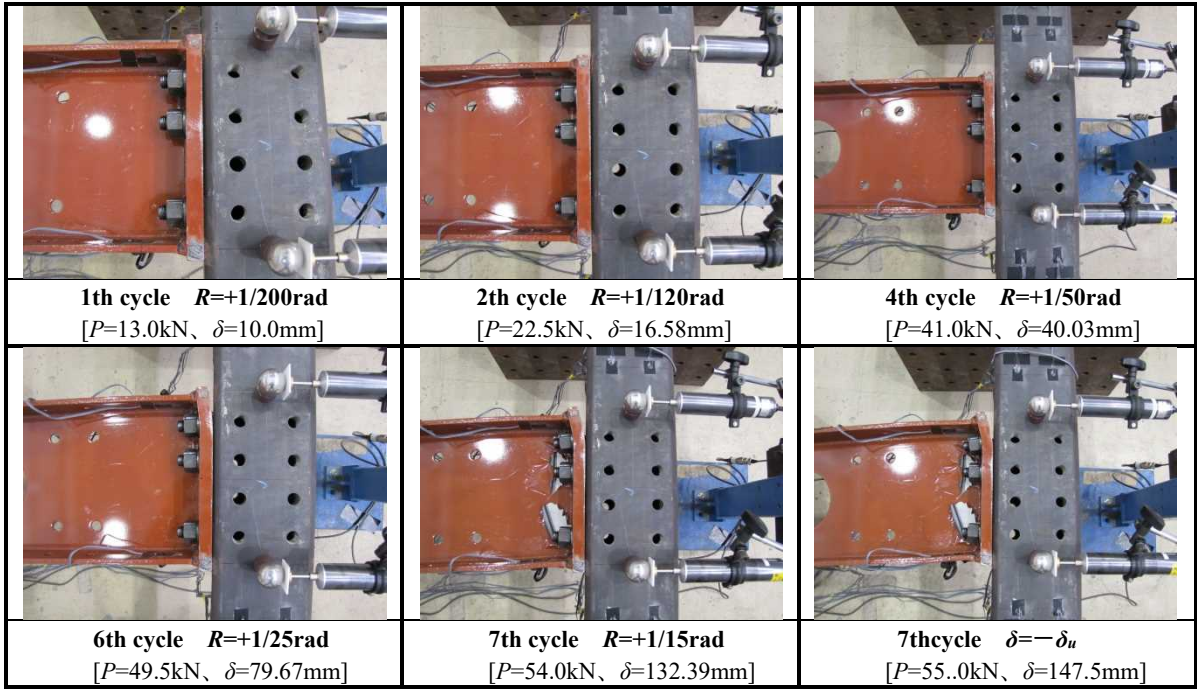 1th cycle R=+1/200rad
[P=13.0kN、δ=10.0mm]
2th cycle R=+1/120rad
[P=22.5kN、δ=16.58mm]
4th cycle R=+1/50rad
[P=41.0kN、δ=40.03mm]
6th cycle R=+1/25rad
[P=49.5kN、δ=79.67mm]
7th cycle R=+1/15rad
[P=54.0kN、δ=132.39mm]
7thcycle δ=−δu
[P=55..0kN、δ=147.5mm]